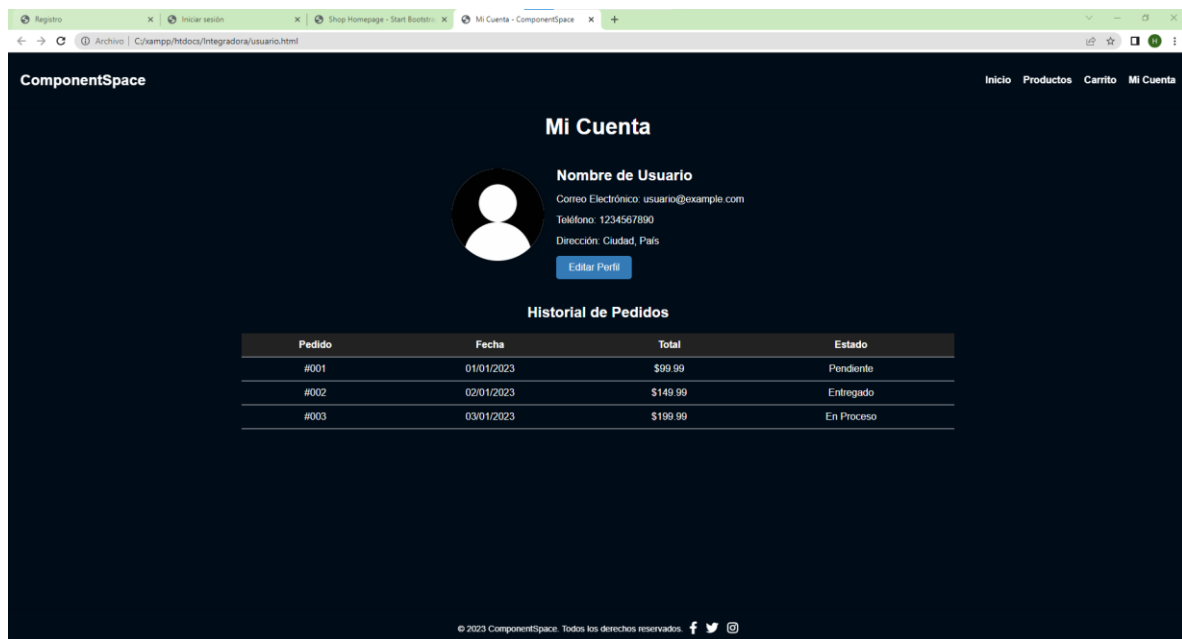 Registro Iniciar sesión Shop Homepage - Start Bootstra Mi Cuenta - ComponentSpace
Archivo C:/xampp/htdocs/Integradora/usuario.html H
ComponentSpace Inicio Productos Carrito Mi Cuenta
Mi Cuenta
Nombre de Usuario
Correo Electrónico: usuario@example.com
Teléfono: 1234567890
Dirección: Ciudad, País
Editar Perfil
Historial de Pedidos
Pedido Fecha Total Estado
#001 01/01/2023 $99.99 Pendiente
#002 02/01/2023 $149.99 Entregado
#003 03/01/2023 $199.99 En Proceso
© 2023 ComponentSpace. Todos los derechos reservados.